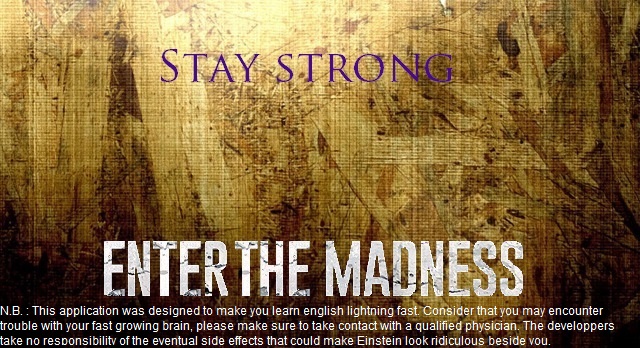 STAY STRONG
ENTER THE MADNESS
N.B. : This application was designed to make you learn english lightning fast. Consider that you may encounter
trouble with your fast growing brain, please make sure to take contact with a qualified physician. The developpers
take no responsibility of the eventual side effects that could make Einstein look ridiculous beside you.